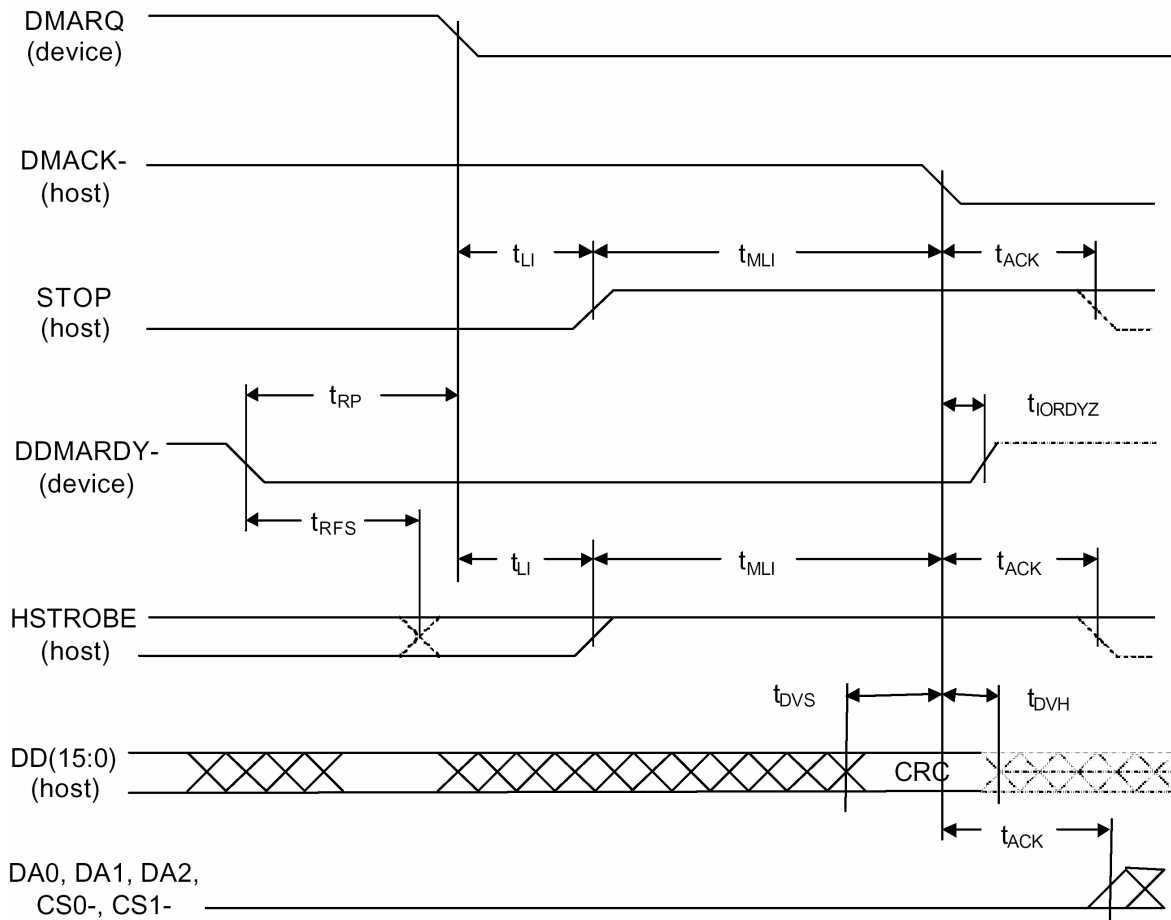 DMARQ
(device)
DMACK-
(host)
tLI
tMLI
tACK
STOP
(host)
tRP
tIORDYZ
DDMARDY-
(device)
tRFS
tLI
tMLI
tACK
HSTROBE
(host)
tDVS
tDVH
DD(15:0)
(host)
CRC
tACK
DA0, DA1, DA2,
CS0-, CS1-